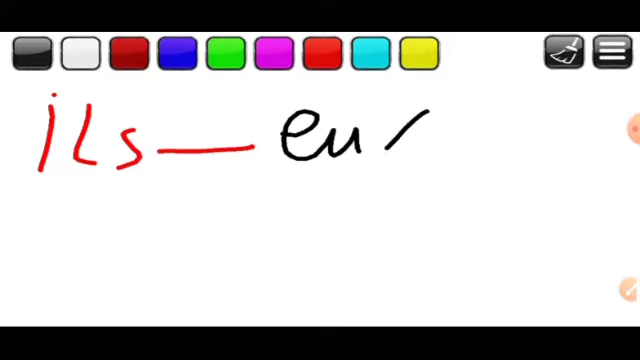 ils — eu /